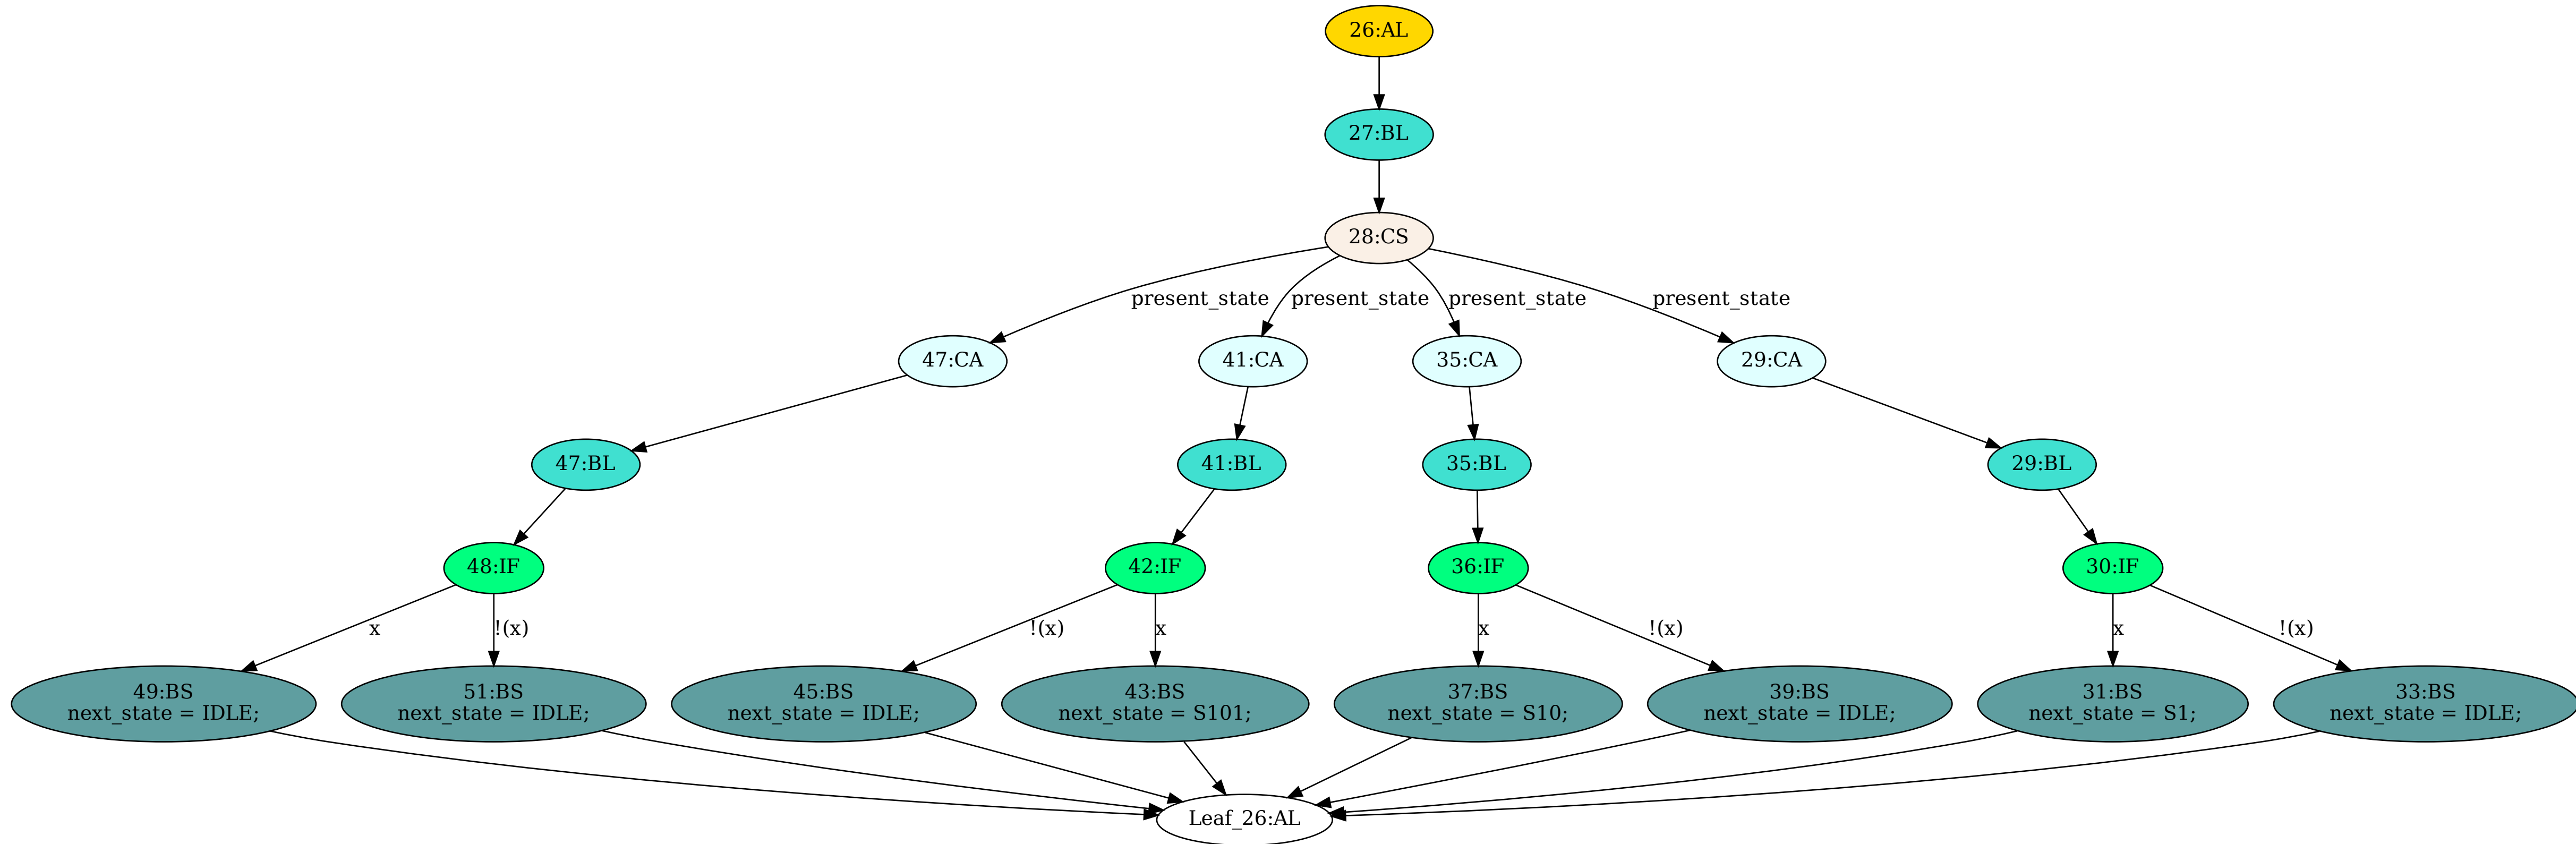 26:AL
27:BL
28:CS
present_state
present_state
present_state
present_state
47:CA
41:CA
35:CA
29:CA
47:BL
41:BL
35:BL
29:BL
48:IF
42:IF
36:IF
30:IF
x
!(x)
!(x)
x
x
!(x)
x
!(x)
49:BS
next_state = IDLE;
51:BS
next_state = IDLE;
45:BS
next_state = IDLE;
43:BS
next_state = S101;
37:BS
next_state = S10;
39:BS
next_state = IDLE;
31:BS
next_state = S1;
33:BS
next_state = IDLE;
Leaf_26:AL